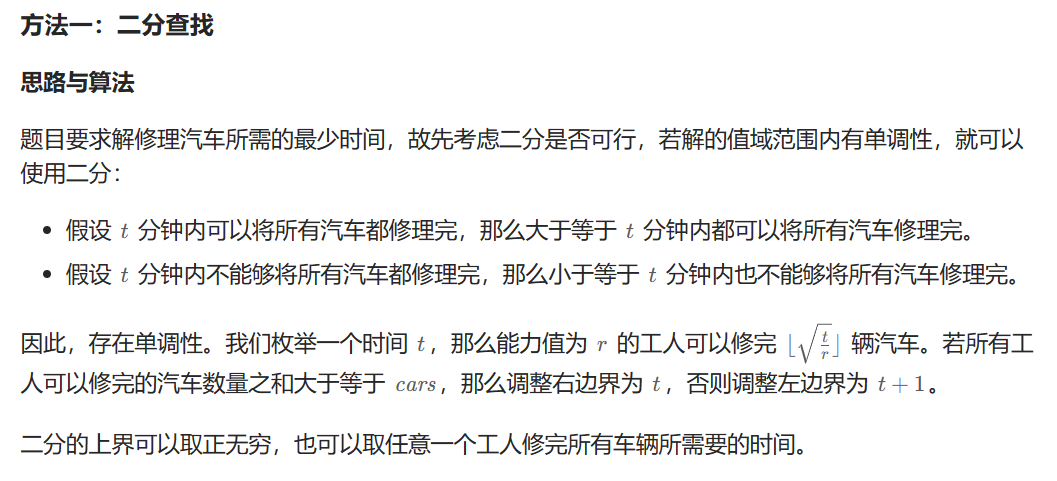 方法一：二分查找
思路与算法
题目要求解修理汽车所需的最少时间，故先考虑二分是否可行，若解的值域范围内有单调性，就可以
使用二分：
• 假设 t 分钟内可以将所有汽车都修理完，那么大于等于 t 分钟内都可以将所有汽车修理完。
• 假设 t 分钟内不能够将所有汽车都修理完，那么小于等于 t 分钟内也不能够将所有汽车修理完。
因此，存在单调性。我们枚举一个时间 t，那么能力值为 r 的工人可以修完 ⌊√(t/r)⌋ 辆汽车。若所有工
人可以修完的汽车数量之和大于等于 cars，那么调整右边界为 t，否则调整左边界为 t + 1。
二分的上界可以取正无穷，也可以取任意一个工人修完所有车辆所需要的时间。